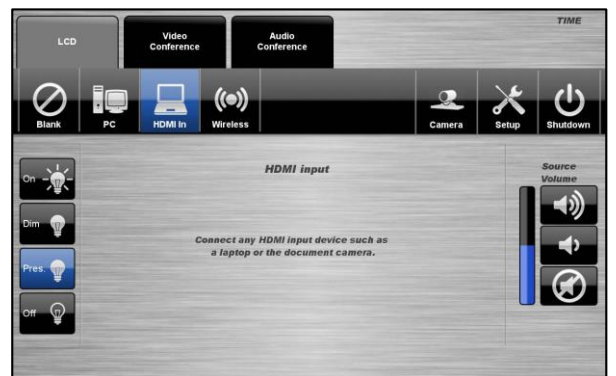 TIME
LCD
Video
Conference
Audio
Conference
Blank
PC
HDMI In
Wireless
Camera
Setup
Shutdown
HDMI input
Source
Volume
On
Dim
Connect any HDMI input device such as
a laptop or the document camera.
Pres.
Off